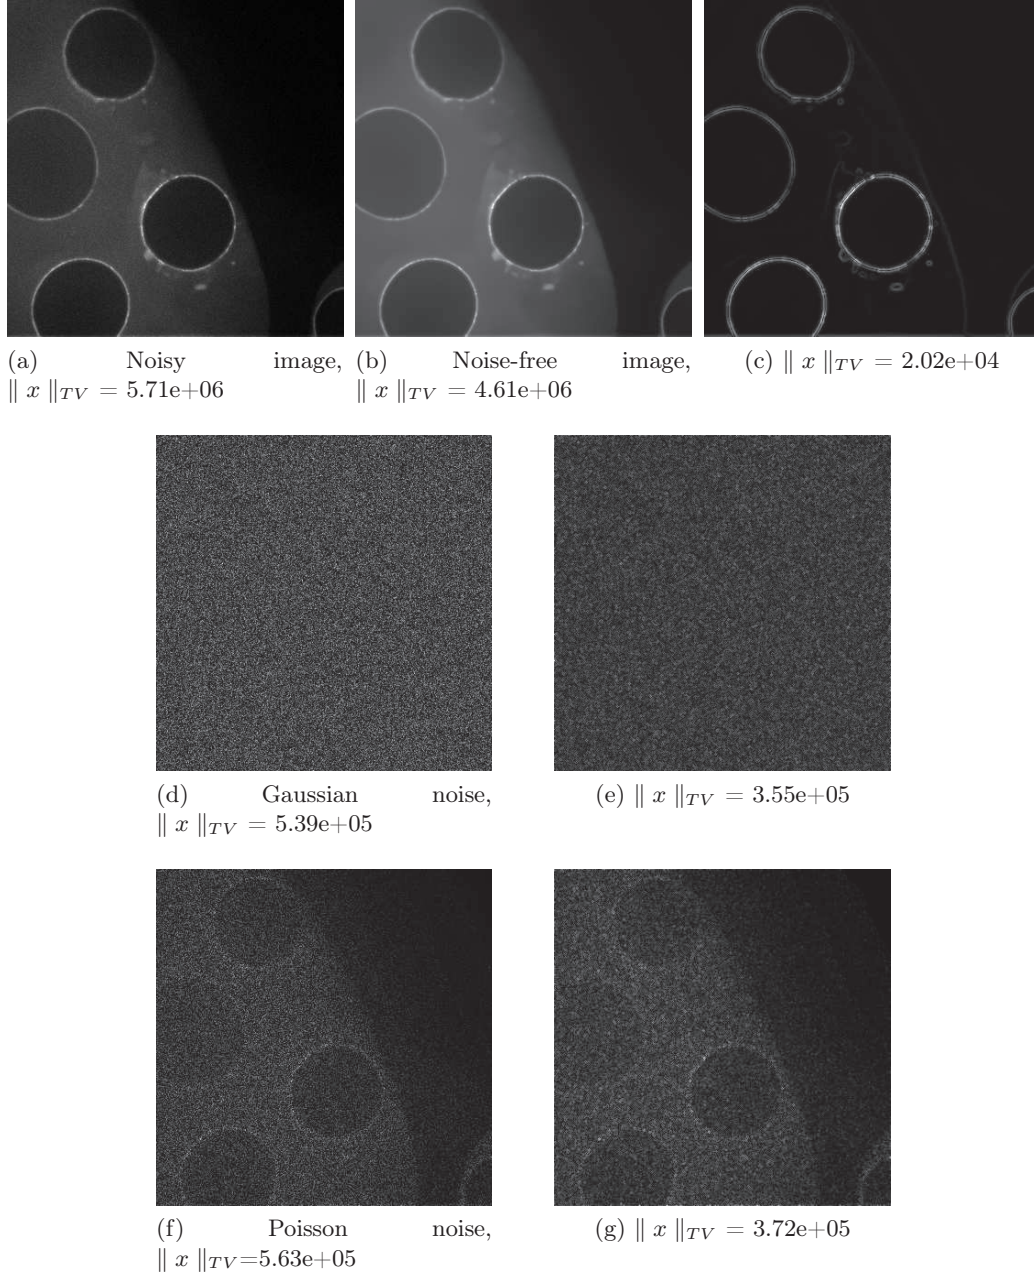 (a) Noisy image,
‖ x ‖TV = 5.71e+06
(b) Noise-free image,
‖ x ‖TV = 4.61e+06
(c) ‖ x ‖TV = 2.02e+04
(d) Gaussian noise,
‖ x ‖TV = 5.39e+05
(e) ‖ x ‖TV = 3.55e+05
(f) Poisson noise,
‖ x ‖TV=5.63e+05
(g) ‖ x ‖TV = 3.72e+05